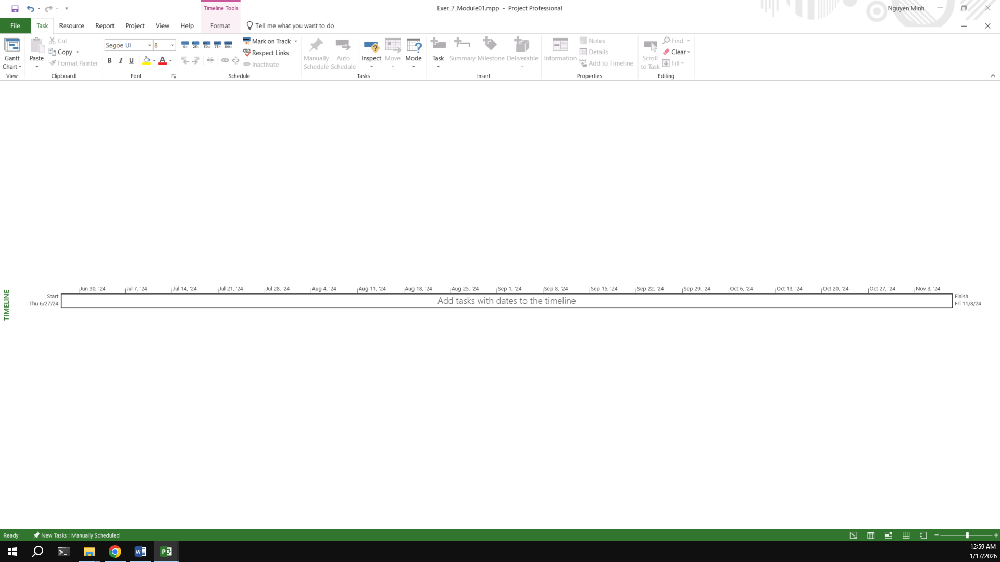 Timeline Tools
Exer_7_Module01.mpp - Project Professional
Nguyen Minh
File Task Resource Report Project View Help Format Tell me what you want to do
Gantt Chart
View
Paste
Cut
Copy
Format Painter
Clipboard
Segoe UI 8
B I U A
Font
0% 25% 50% 75% 100%
Mark on Track
Respect Links
Inactivate
Schedule
Manually Schedule
Auto Schedule
Inspect
Move
Mode
Tasks
Task
Summary
Milestone
Deliverable
Insert
Information
Notes
Details
Add to Timeline
Properties
Scroll to Task
Find
Clear
Fill
Editing
TIMELINE
Jun 30, '24 Jul 7, '24 Jul 14, '24 Jul 21, '24 Jul 28, '24 Aug 4, '24 Aug 11, '24 Aug 18, '24 Aug 25, '24 Sep 1, '24 Sep 8, '24 Sep 15, '24 Sep 22, '24 Sep 29, '24 Oct 6, '24 Oct 13, '24 Oct 20, '24 Oct 27, '24 Nov 3, '24
Start
Thu 6/27/24
Add tasks with dates to the timeline
Finish
Fri 11/8/24
Ready New Tasks : Manually Scheduled
12:59 AM
1/17/2026